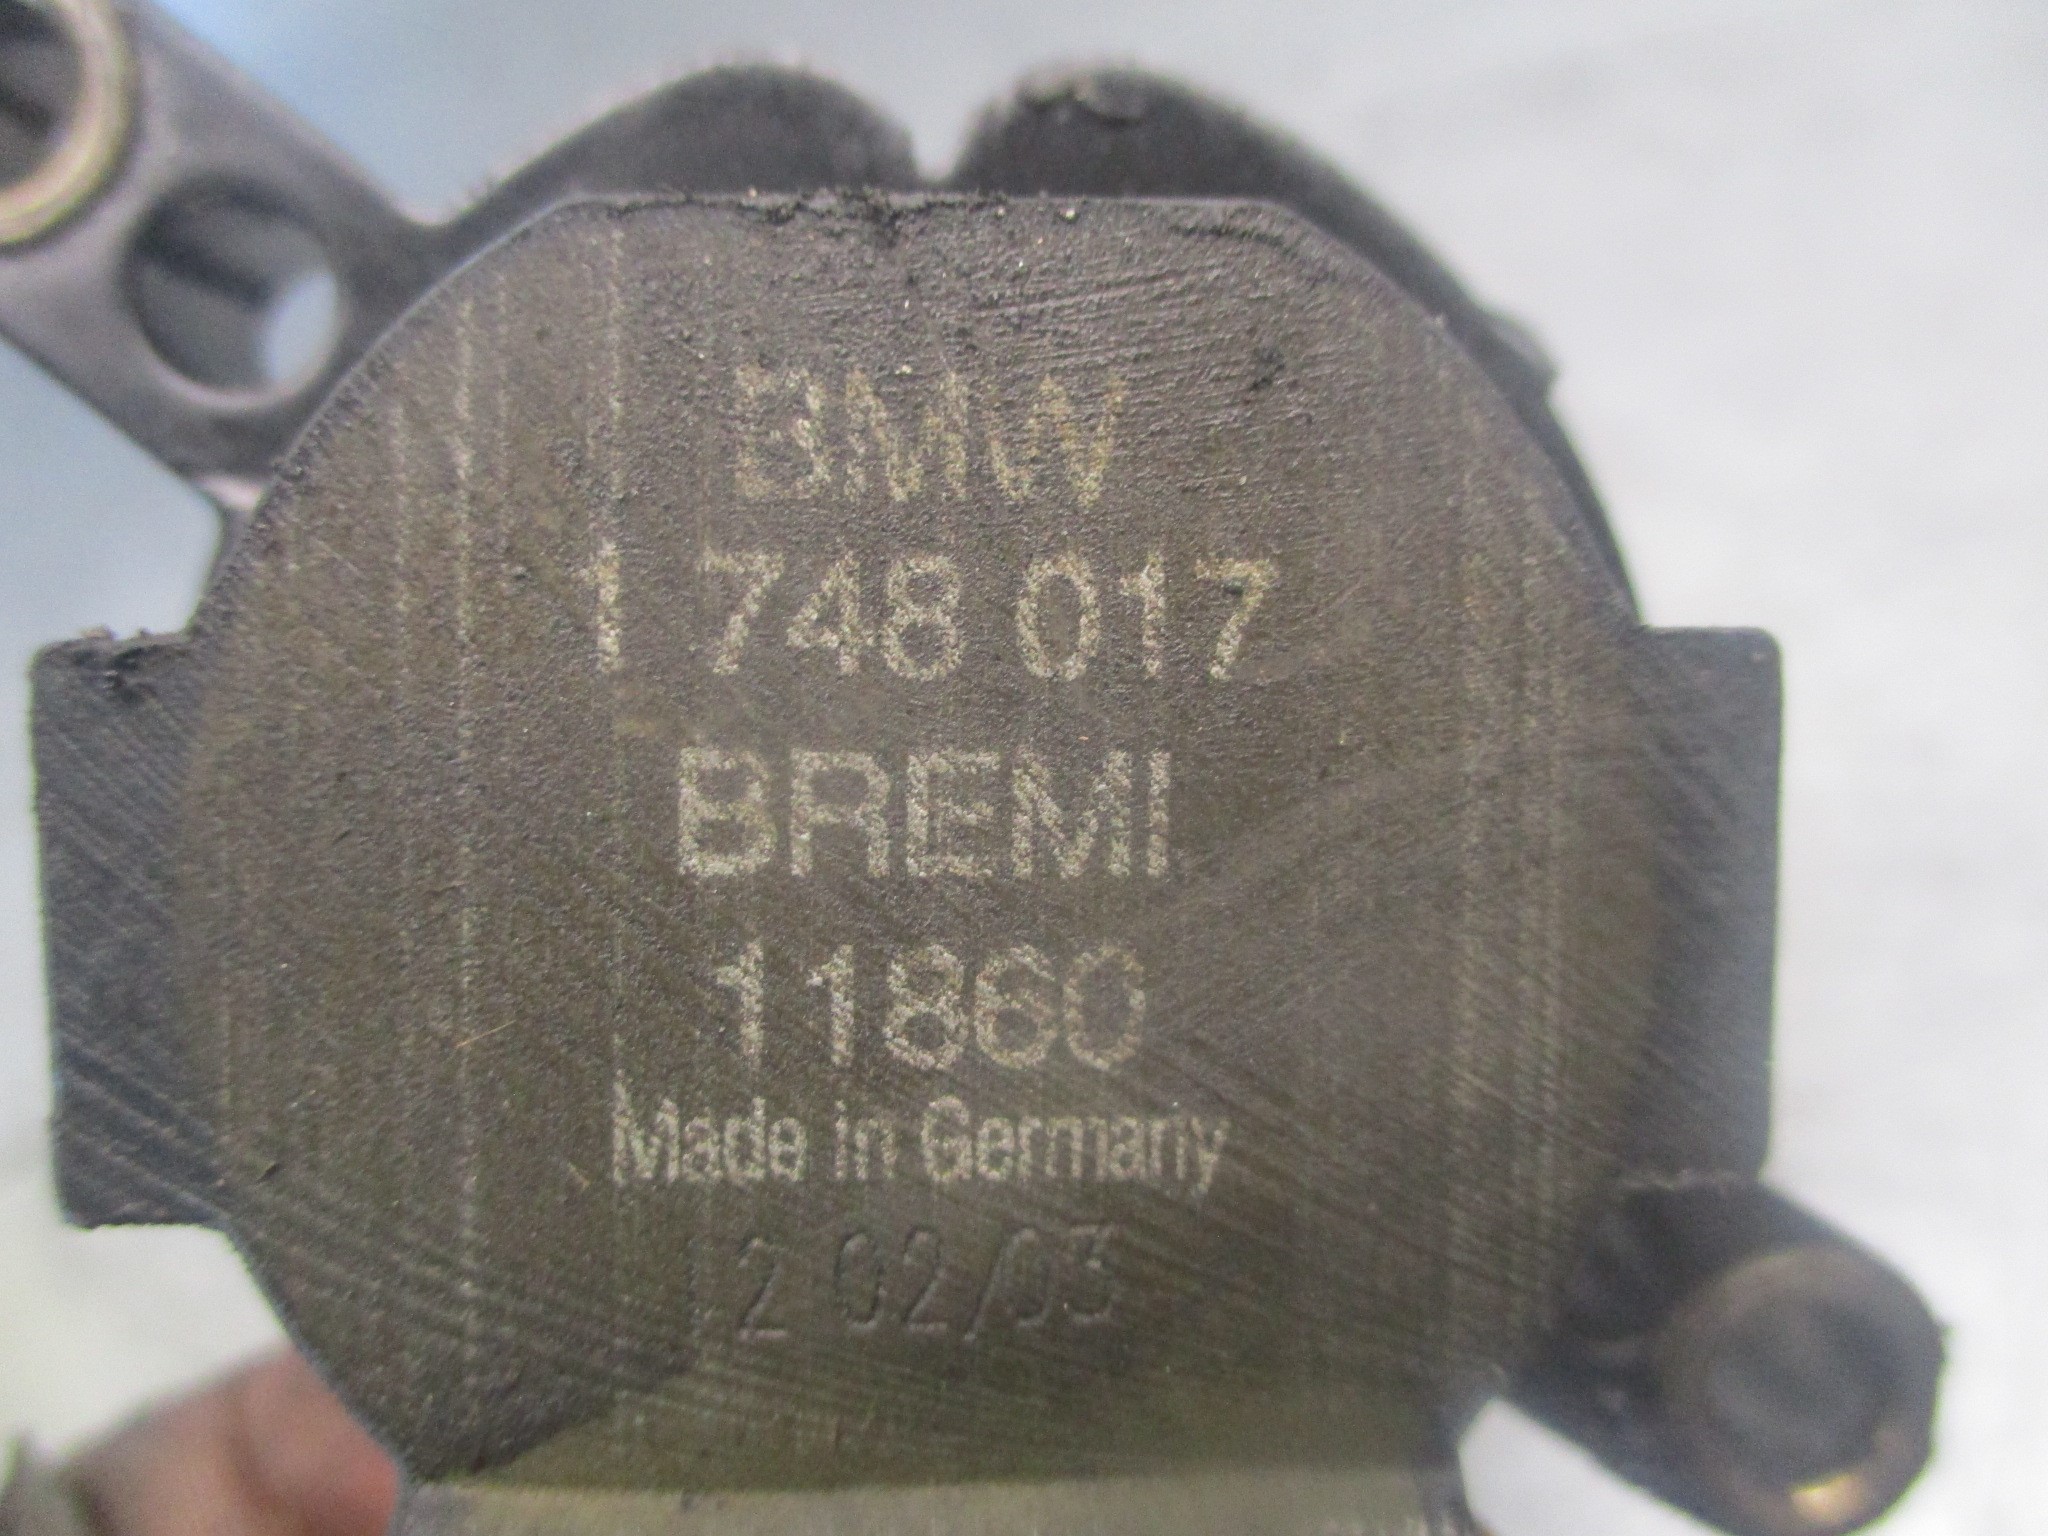 BMW
1 748 017
BREMI
11860
Made in Germany
2 02/03